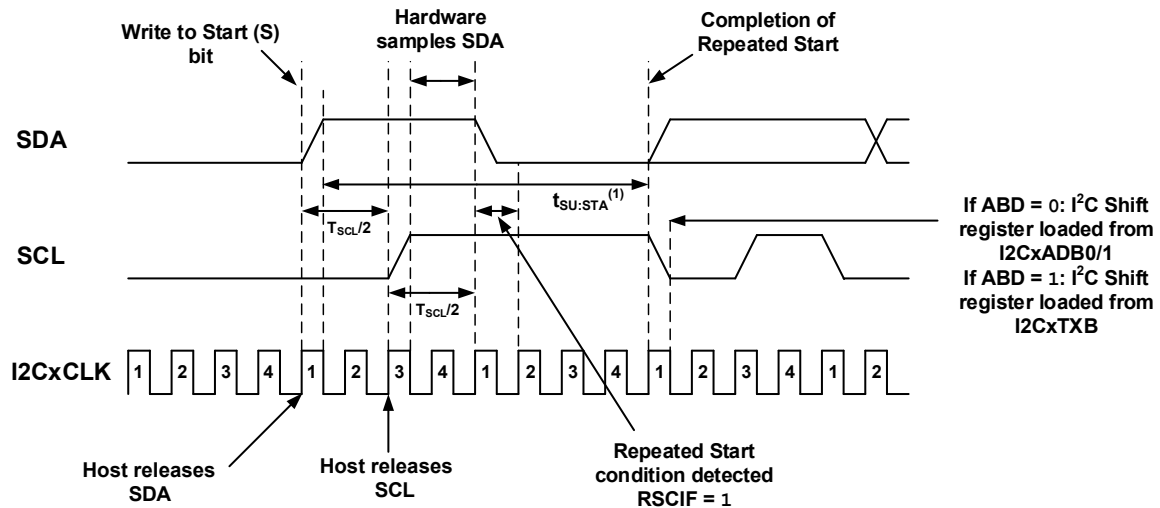 Write to Start (S)
bit
Hardware
samples SDA
Completion of
Repeated Start
SDA
tSU:STA(1)
TSCL/2
SCL
TSCL/2
If ABD = 0: I2C Shift
register loaded from
I2CxADB0/1
If ABD = 1: I2C Shift
register loaded from
I2CxTXB
I2CxCLK
1 2 3 4 1 2 3 4 1 2 3 4 1 2 3 4 1 2
Host releases
SDA
Host releases
SCL
Repeated Start
condition detected
RSCIF = 1